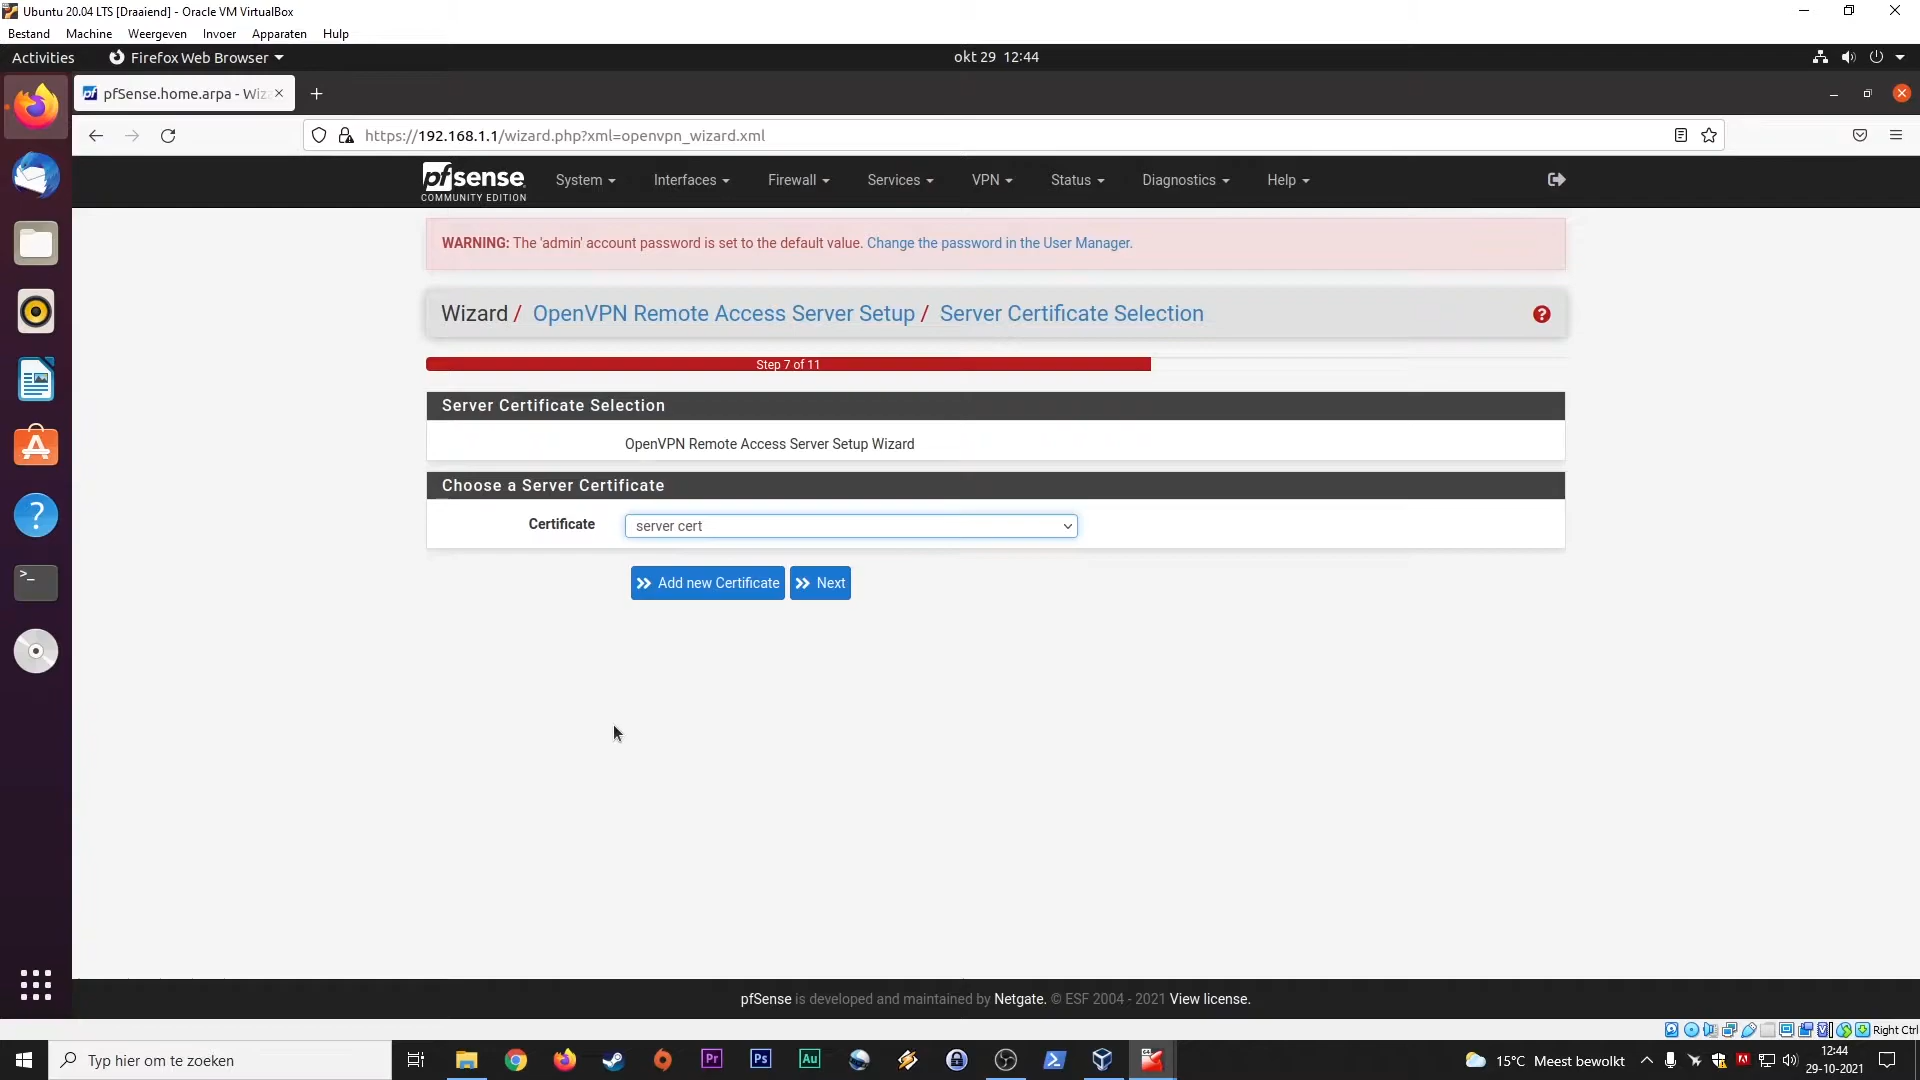 Ubuntu 20.04 LTS [Draaiend] - Oracle VM VirtualBox
Bestand Machine Weergeven Invoer Apparaten Hulp
Activities Firefox Web Browser okt 29 12:44
pfSense.home.arpa - Wiz
https://192.168.1.1/wizard.php?xml=openvpn_wizard.xml
pfsense System Interfaces Firewall Services VPN Status Diagnostics Help
COMMUNITY EDITION
WARNING: The 'admin' account password is set to the default value. Change the password in the User Manager.
Wizard / OpenVPN Remote Access Server Setup / Server Certificate Selection
Step 7 of 11
Server Certificate Selection
OpenVPN Remote Access Server Setup Wizard
Choose a Server Certificate
Certificate server cert
Add new Certificate Next
pfSense is developed and maintained by Netgate. © ESF 2004 - 2021 View license.
Right Ctrl
Typ hier om te zoeken Pr Ps Au 15°C Meest bewolkt 12:44
29-10-2021